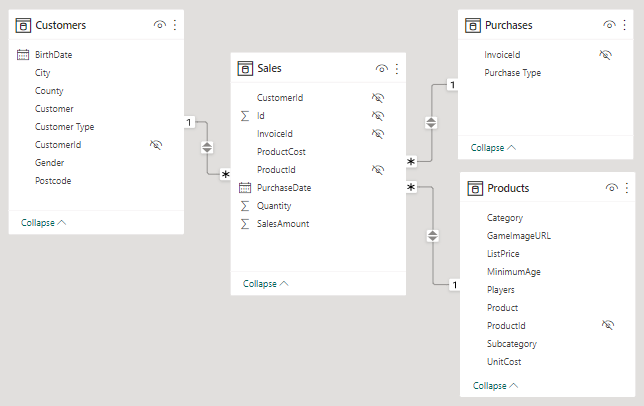 Customers
BirthDate
City
County
Customer
Customer Type
CustomerId
Gender
Postcode
Collapse
1
*
Sales
CustomerId
Id
InvoiceId
ProductCost
ProductId
PurchaseDate
Quantity
SalesAmount
Collapse
*
1
*
1
Purchases
InvoiceId
Purchase Type
Collapse
Products
Category
GameImageURL
ListPrice
MinimumAge
Players
Product
ProductId
Subcategory
UnitCost
Collapse